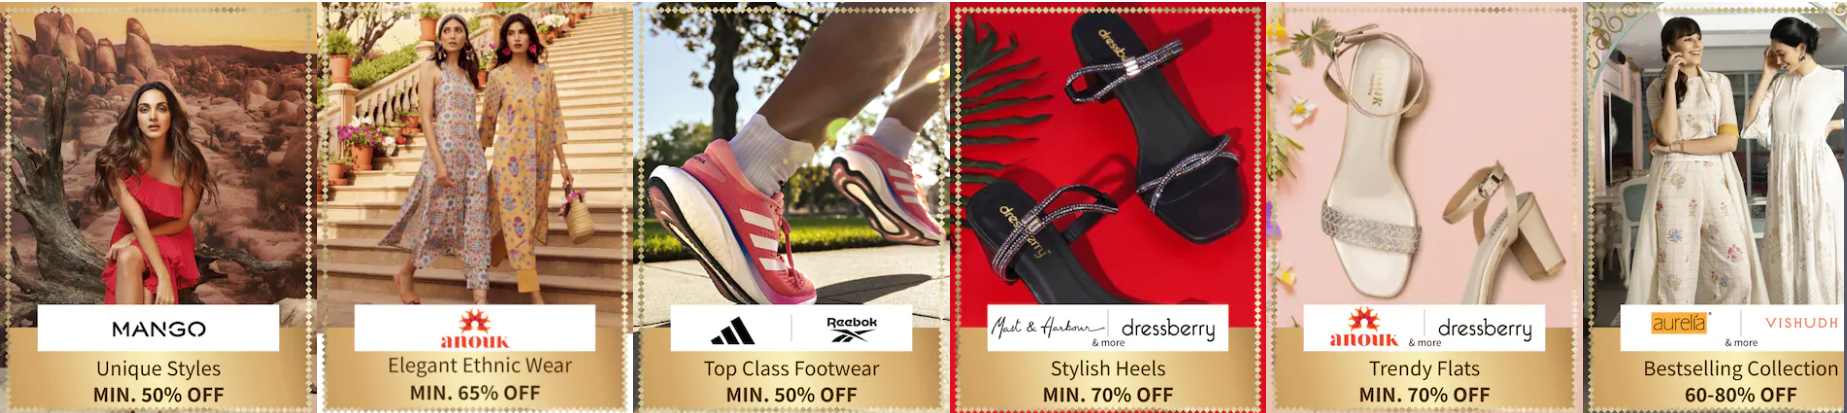 MANGO
Unique Styles
MIN. 50% OFF
anouk
Elegant Ethnic Wear
MIN. 65% OFF
Reebok
Top Class Footwear
MIN. 50% OFF
dressberry
dressberry
Mast & Harbour
dressberry
& more
Stylish Heels
MIN. 70% OFF
anouk
anouk
dressberry
& more
Trendy Flats
MIN. 70% OFF
aurelia
VISHUDH
& more
Bestselling Collection
60-80% OFF